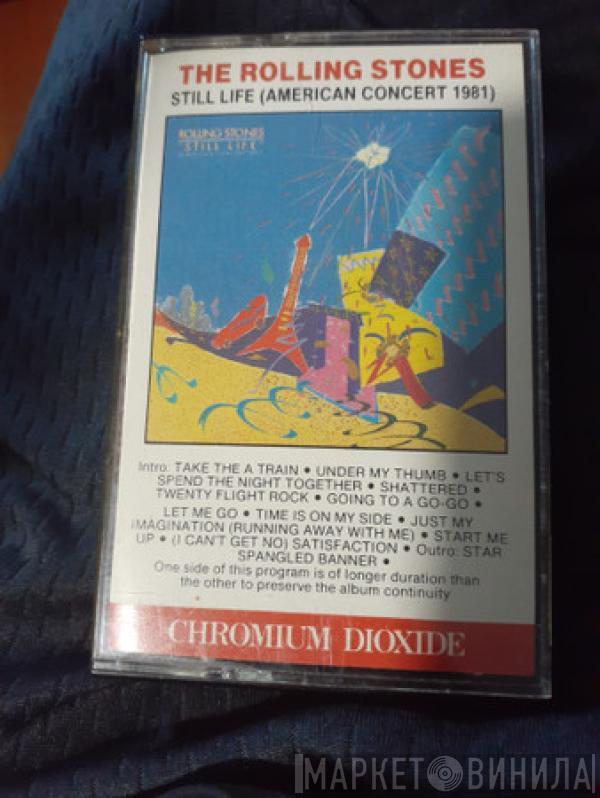 THE ROLLING STONES
STILL LIFE (AMERICAN CONCERT 1981)
ROLLING STONES
STILL LIFE
Intro: TAKE THE A TRAIN • UNDER MY THUMB • LET'S
SPEND THE NIGHT TOGETHER • SHATTERED •
TWENTY FLIGHT ROCK • GOING TO A GO-GO •
LET ME GO • TIME IS ON MY SIDE • JUST MY
IMAGINATION (RUNNING AWAY WITH ME) • START ME
UP • (I CAN'T GET NO) SATISFACTION • Outro: STAR
SPANGLED BANNER •
One side of this program is of longer duration than
the other to preserve the album continuity
CHROMIUM DIOXIDE
МАРКЕТ ВИНИЛА